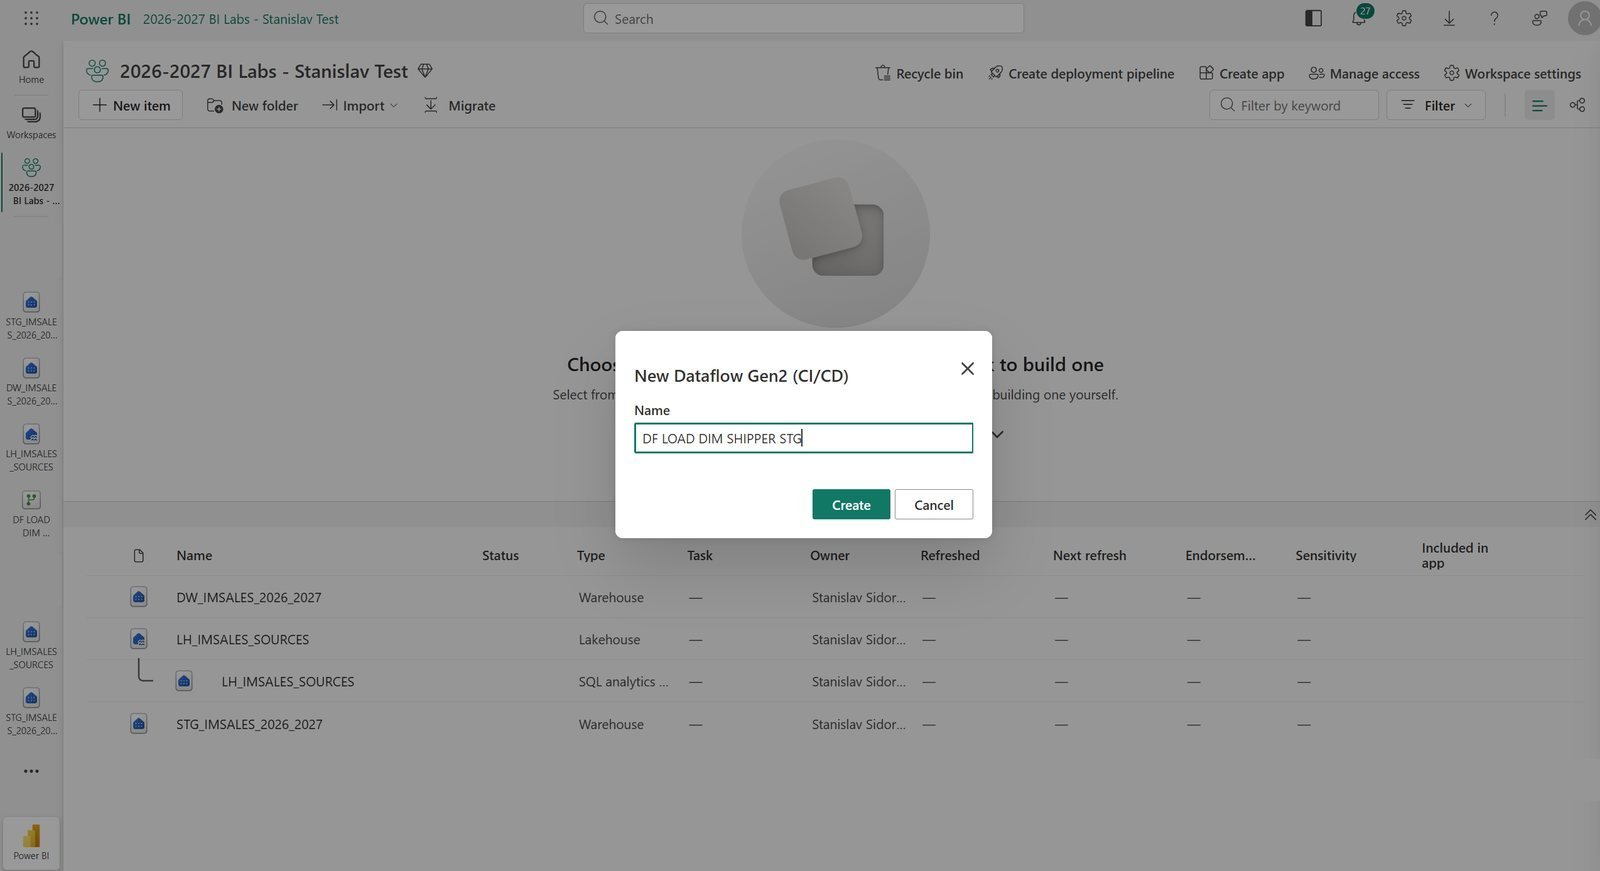 Power BI 2026-2027 BI Labs - Stanislav Test
Search
27
Home
Workspaces
2026-2027
BI Labs - ...
STG_IMSALE
S_2026_20...
DW_IMSALE
S_2026_20...
LH_IMSALES
_SOURCES
DF LOAD
DIM ...
LH_IMSALES
_SOURCES
STG_IMSALE
S_2026_20...
Power BI
2026-2027 BI Labs - Stanislav Test
Recycle bin Create deployment pipeline Create app Manage access Workspace settings
New item New folder Import Migrate
Filter by keyword Filter
Choo
k to build one
Select from
building one yourself.
New Dataflow Gen2 (CI/CD)
Name
DF LOAD DIM SHIPPER STG
Create Cancel
Name Status Type Task Owner Refreshed Next refresh Endorsem... Sensitivity Included in
app
DW_IMSALES_2026_2027 Warehouse — Stanislav Sidor... — — — —
LH_IMSALES_SOURCES Lakehouse — Stanislav Sidor... — — — —
LH_IMSALES_SOURCES SQL analytics ... — Stanislav Sidor... — — — —
STG_IMSALES_2026_2027 Warehouse — Stanislav Sidor... — — — —